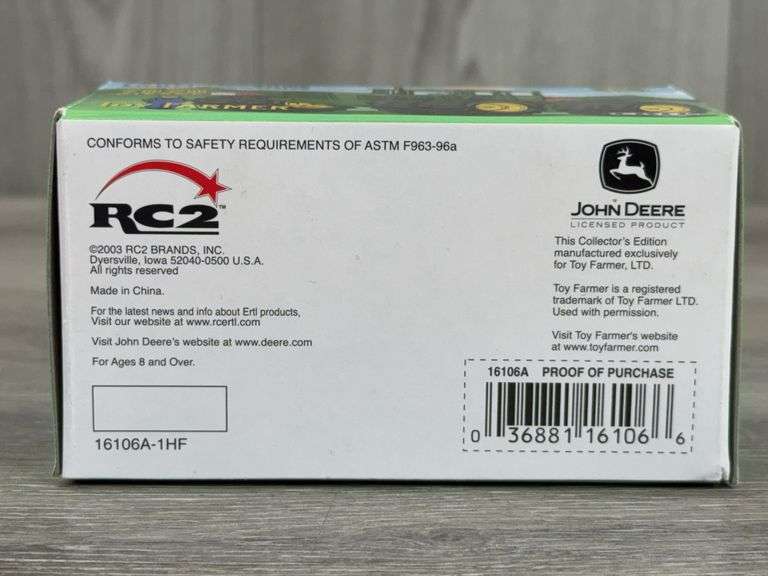 TOY FARMER
CONFORMS TO SAFETY REQUIREMENTS OF ASTM F963-96a
RC2™
©2003 RC2 BRANDS, INC.
Dyersville, Iowa 52040-0500 U.S.A.
All rights reserved
Made in China.
For the latest news and info about Ertl products,
Visit our website at www.rcertl.com
Visit John Deere's website at www.deere.com
For Ages 8 and Over.
16106A-1HF
JOHN DEERE
LICENSED PRODUCT
This Collector's Edition
manufactured exclusively
for Toy Farmer, LTD.
Toy Farmer is a registered
trademark of Toy Farmer LTD.
Used with permission.
Visit Toy Farmer's website
at www.toyfarmer.com
16106A PROOF OF PURCHASE
0 36881 16106 6